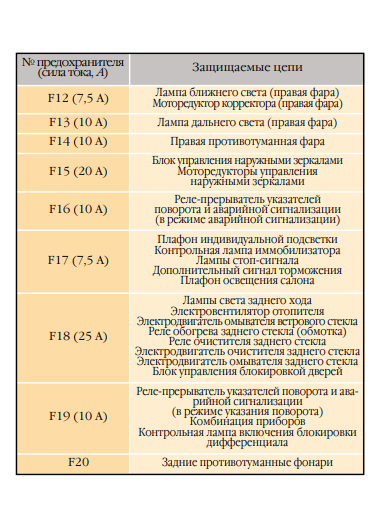 № предохранителя
(сила тока, А)
Защищаемые цепи
F12 (7,5 А)
Лампа ближнего света (правая фара)
Моторедуктор корректора (правая фара)
F13 (10 А)
Лампа дальнего света (правая фара)
F14 (10 А)
Правая противотуманная фара
F15 (20 А)
Блок управления наружными зеркалами
Моторедукторы управления
наружными зеркалами
F16 (10 А)
Реле-прерыватель указателей
поворота и аварийной сигнализации
(в режиме аварийной сигнализации)
F17 (7,5 А)
Плафон индивидуальной подсветки
Контрольная лампа иммобилизатора
Лампы стоп-сигнала
Дополнительный сигнал торможения
Плафон освещения салона
F18 (25 А)
Лампы света заднего хода
Электровентилятор отопителя
Электродвигатель омывателя ветрового стекла
Реле обогрева заднего стекла (обмотка)
Реле очистителя заднего стекла
Электродвигатель очистителя заднего стекла
Электродвигатель омывателя заднего стекла
Блок управления блокировкой дверей
F19 (10 А)
Реле-прерыватель указателей поворота и ава-
рийной сигнализации
(в режиме указания поворота)
Комбинация приборов
Контрольная лампа включения блокировки
дифференциала
F20
Задние противотуманные фонари